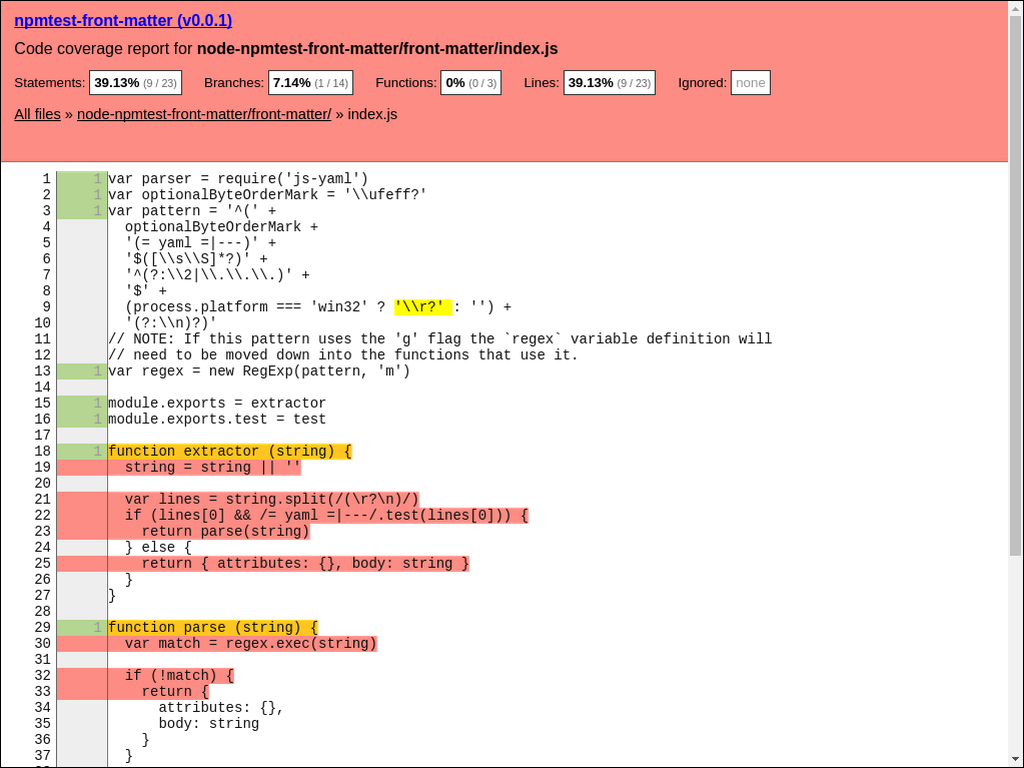 npmtest-front-matter (v0.0.1)
Code coverage report for node-npmtest-front-matter/front-matter/index.js
Statements: 39.13% (9 / 23) Branches: 7.14% (1 / 14) Functions: 0% (0 / 3) Lines: 39.13% (9 / 23) Ignored: none
All files » node-npmtest-front-matter/front-matter/ » index.js
1 1 var parser = require('js-yaml')
2 1 var optionalByteOrderMark = '\\ufeff?'
3 1 var pattern = '^(' +
4   optionalByteOrderMark +
5   '(= yaml =|---)' +
6   '$([\\s\\S]*?)' +
7   '^(?:\\2|\\.\\.\\.)' +
8   '$' +
9   (process.platform === 'win32' ? '\\r?' : '') +
10   '(?:\\n)?)'
11 // NOTE: If this pattern uses the 'g' flag the `regex` variable definition will
12 // need to be moved down into the functions that use it.
13 1 var regex = new RegExp(pattern, 'm')
14
15 1 module.exports = extractor
16 1 module.exports.test = test
17
18 1 function extractor (string) {
19   string = string || ''
20
21   var lines = string.split(/(\r?\n)/)
22   if (lines[0] && /= yaml =|---/.test(lines[0])) {
23     return parse(string)
24   } else {
25     return { attributes: {}, body: string }
26   }
27 }
28
29 1 function parse (string) {
30   var match = regex.exec(string)
31
32   if (!match) {
33     return {
34       attributes: {},
35       body: string
36     }
37   }